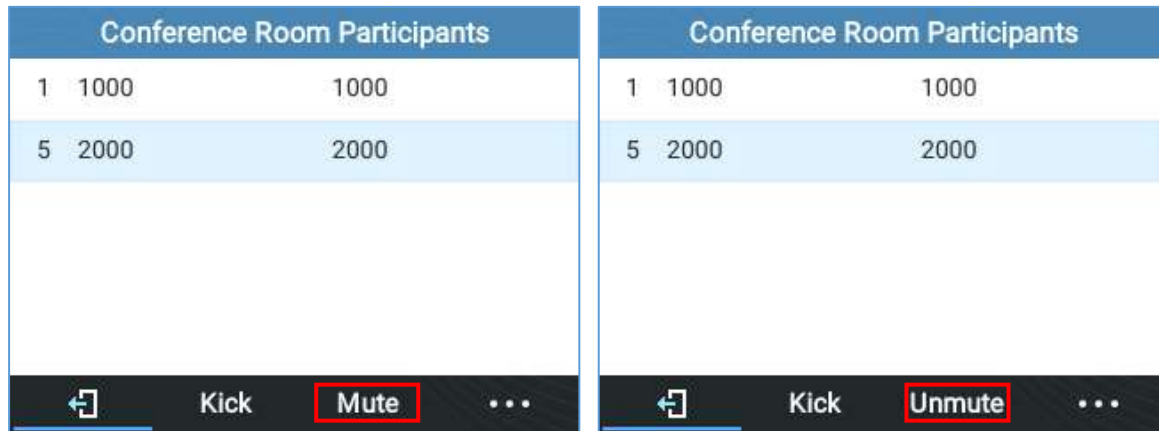 Conference Room Participants
1 1000 1000
5 2000 2000
Kick Mute ...
Conference Room Participants
1 1000 1000
5 2000 2000
Kick Unmute ...